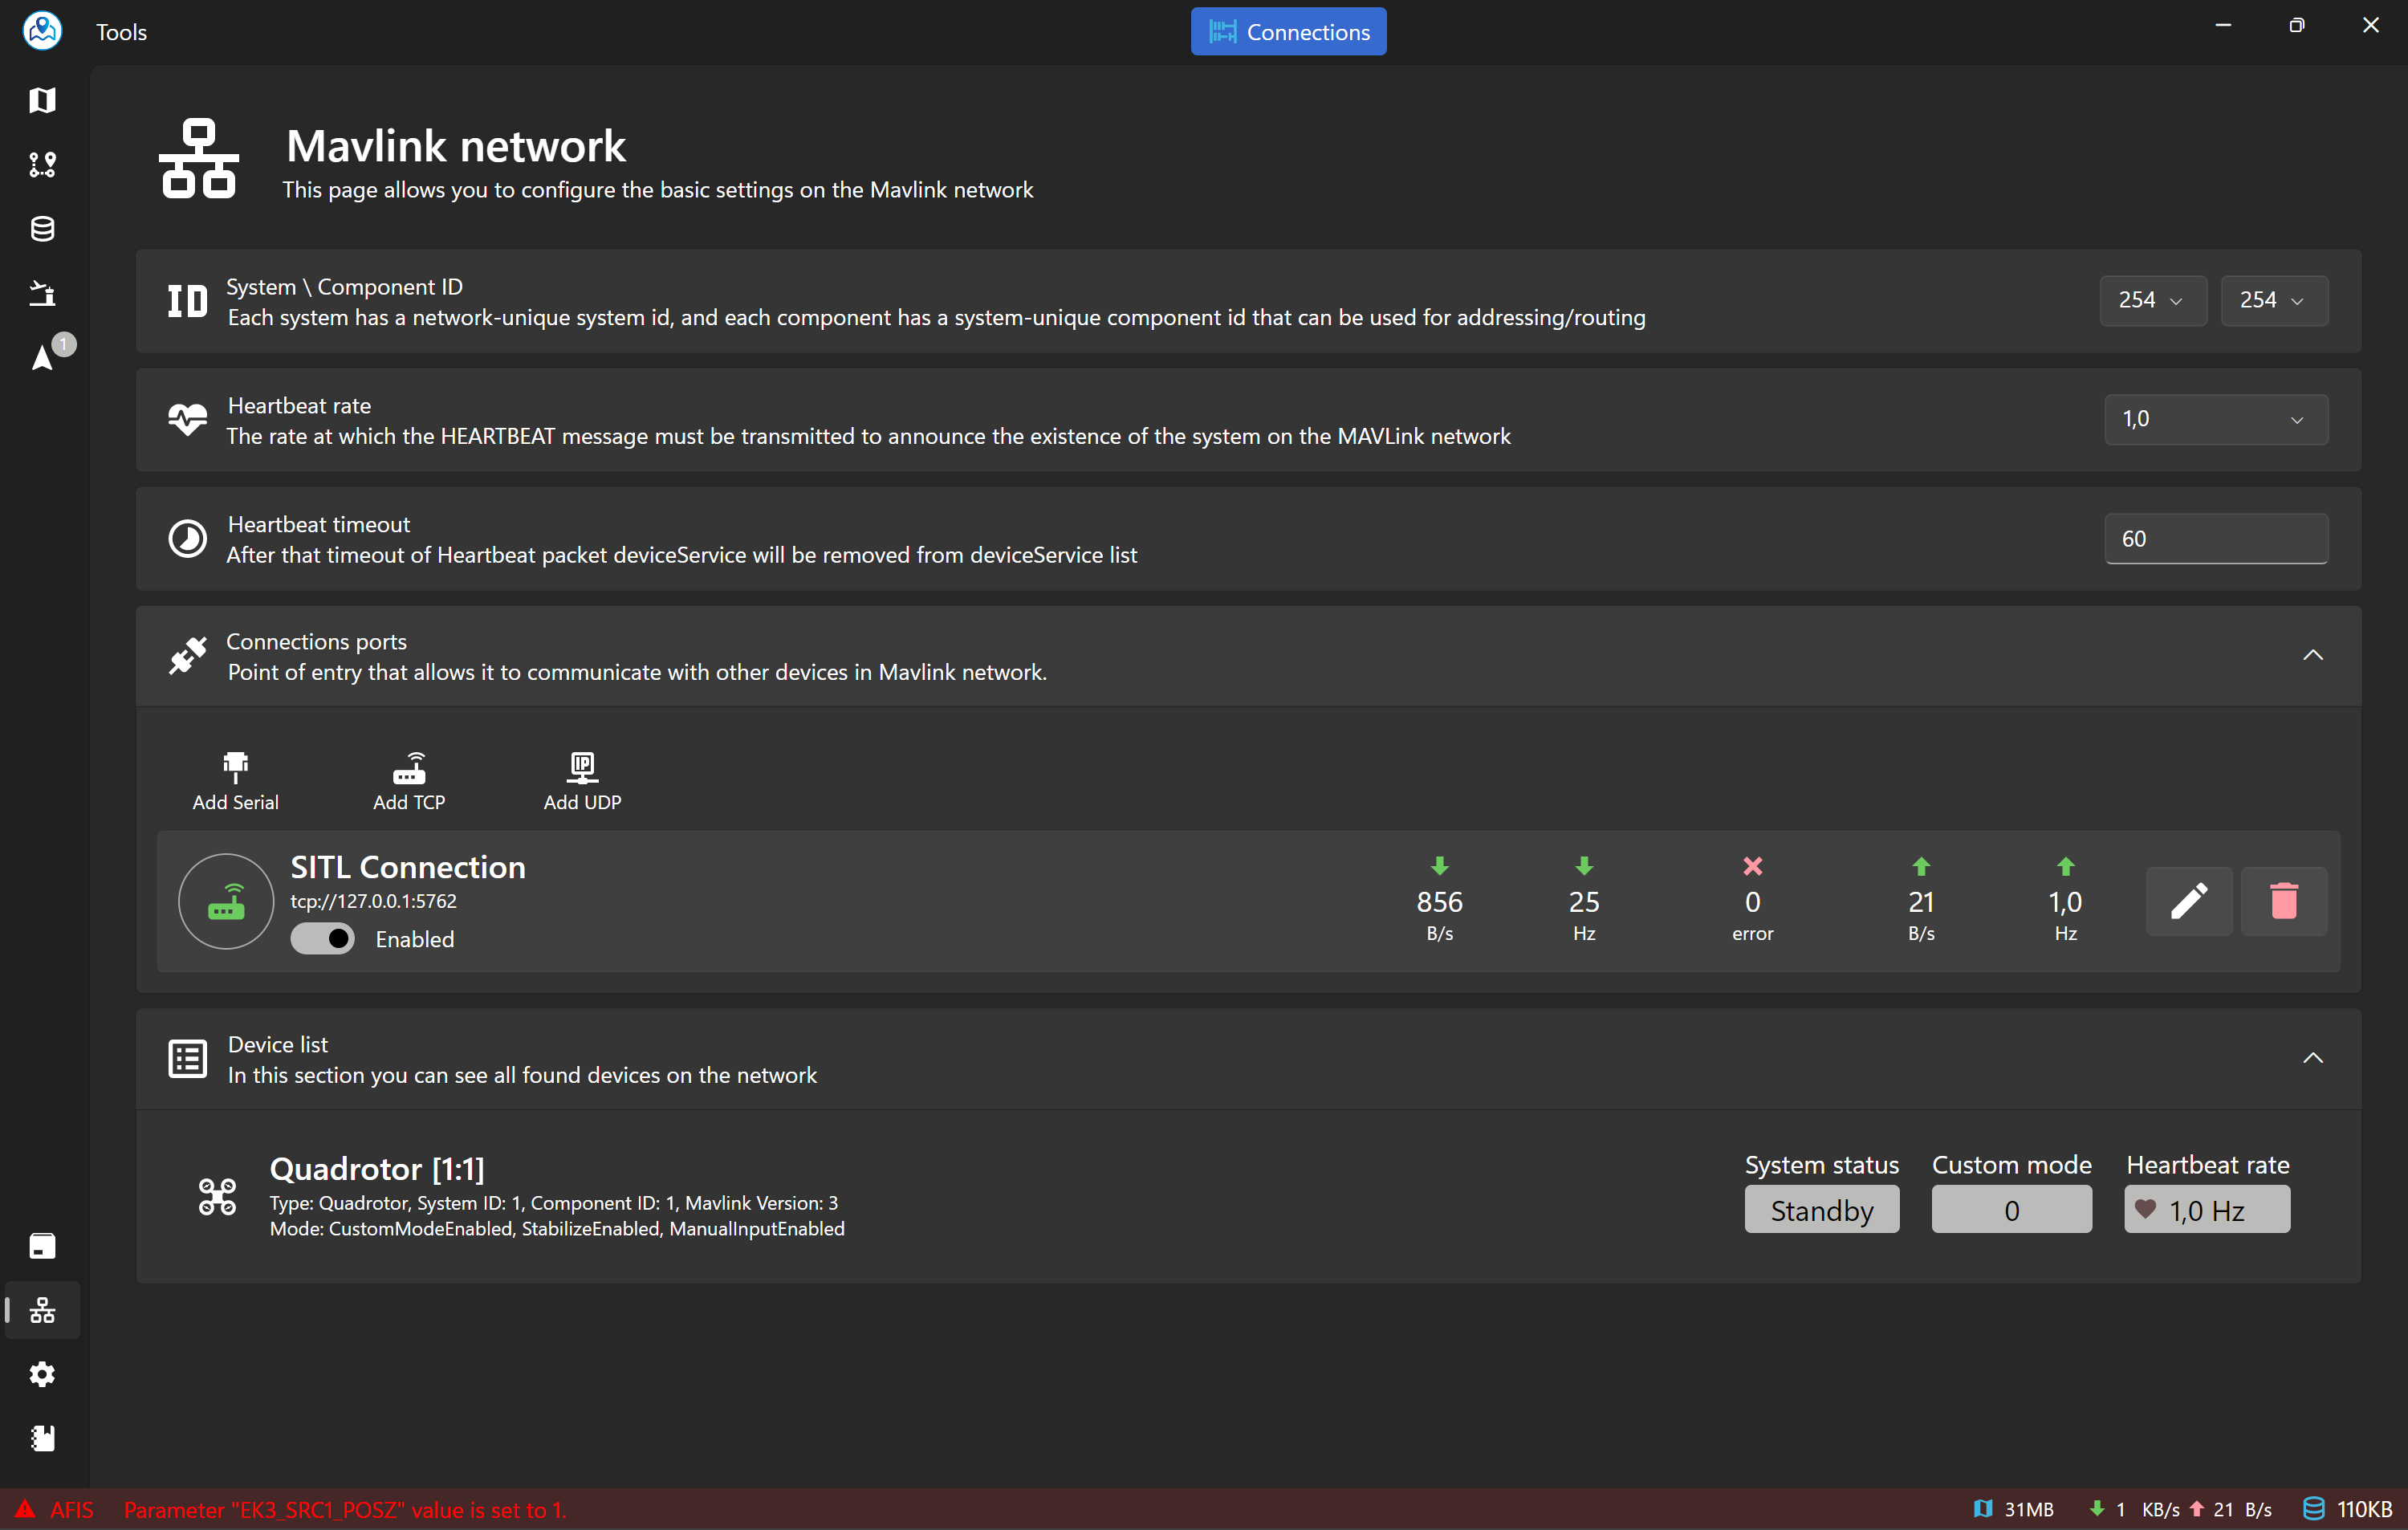 Tools
Connections
Mavlink network
This page allows you to configure the basic settings on the Mavlink network
ID
System \ Component ID
Each system has a network-unique system id, and each component has a system-unique component id that can be used for addressing/routing
254 254
1
Heartbeat rate
The rate at which the HEARTBEAT message must be transmitted to announce the existence of the system on the MAVLink network
1,0
Heartbeat timeout
After that timeout of Heartbeat packet deviceService will be removed from deviceService list
60
Connections ports
Point of entry that allows it to communicate with other devices in Mavlink network.
IP
Add Serial Add TCP Add UDP
SITL Connection
tcp://127.0.0.1:5762
Enabled
856 25 0 21 1,0
B/s Hz error B/s Hz
Device list
In this section you can see all found devices on the network
Quadrotor [1:1]
Type: Quadrotor, System ID: 1, Component ID: 1, Mavlink Version: 3
Mode: CustomModeEnabled, StabilizeEnabled, ManualInputEnabled
System status Custom mode Heartbeat rate
Standby 0 1,0 Hz
AFIS Parameter "EK3_SRC1_POSZ" value is set to 1.
31MB 1 KB/s 21 B/s 110KB